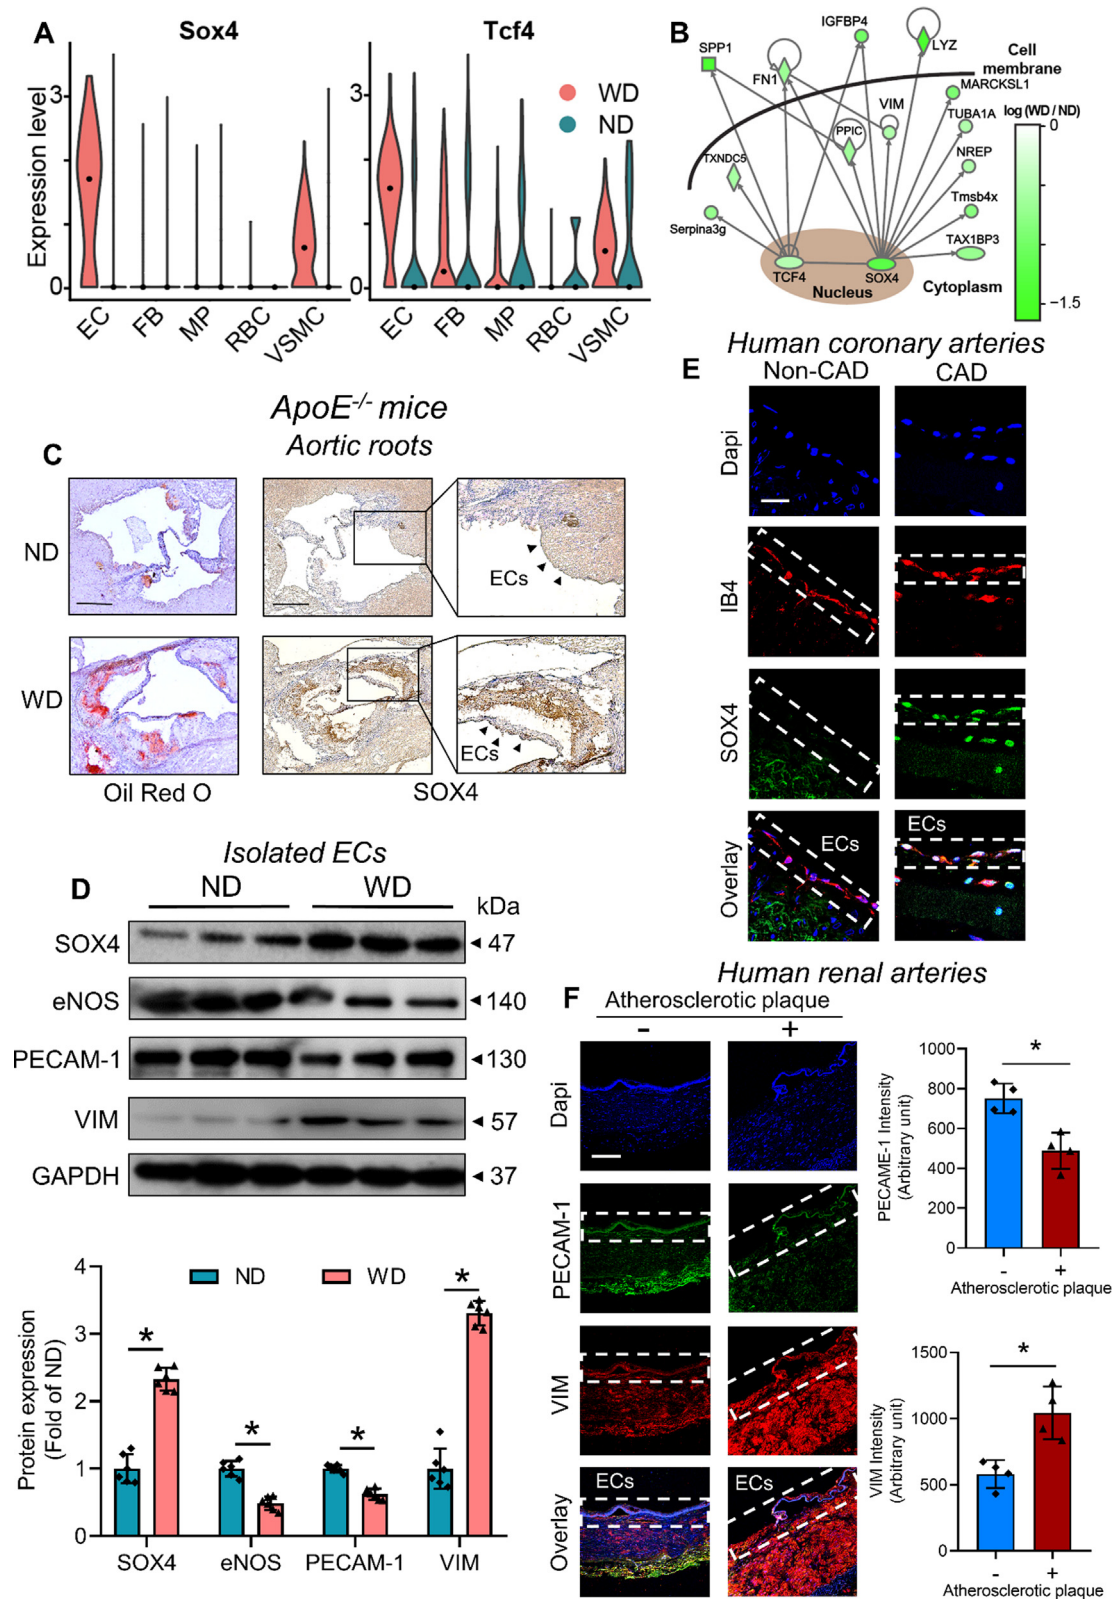 A
Sox4
Tcf4
Expression level
3
0
3
0
WD
ND
EC
FB
MP
RBC
VSMC
EC
FB
MP
RBC
VSMC
B
IGFBP4
SPP1
LYZ
FN1
Cell
membrane
MARCKSL1
VIM
TUBA1A
PPIC
TXNDC5
NREP
Tmsb4x
Serpina3g
TAX1BP3
TCF4
SOX4
Nucleus
Cytoplasm
log (WD / ND)
0
−1.5
ApoE-/- mice
Aortic roots
C
ND
WD
ECs
ECs
Oil Red O
SOX4
Isolated ECs
D
ND
WD
kDa
SOX4
47
eNOS
140
PECAM-1
130
VIM
57
GAPDH
37
Protein expression
(Fold of ND)
4
3
2
1
0
ND
WD
*
*
*
*
SOX4
eNOS
PECAM-1
VIM
Human coronary arteries
E
Non-CAD
CAD
Dapi
IB4
SOX4
Overlay
ECs
ECs
Human renal arteries
F
Atherosclerotic plaque
-
+
Dapi
PECAM-1
VIM
Overlay
ECs
ECs
PECAME-1 Intensity
(Arbitrary unit)
1000
800
600
400
200
0
*
-
+
Atherosclerotic plaque
VIM Intensity
(Arbitrary unit)
1500
1000
500
0
*
-
+
Atherosclerotic plaque